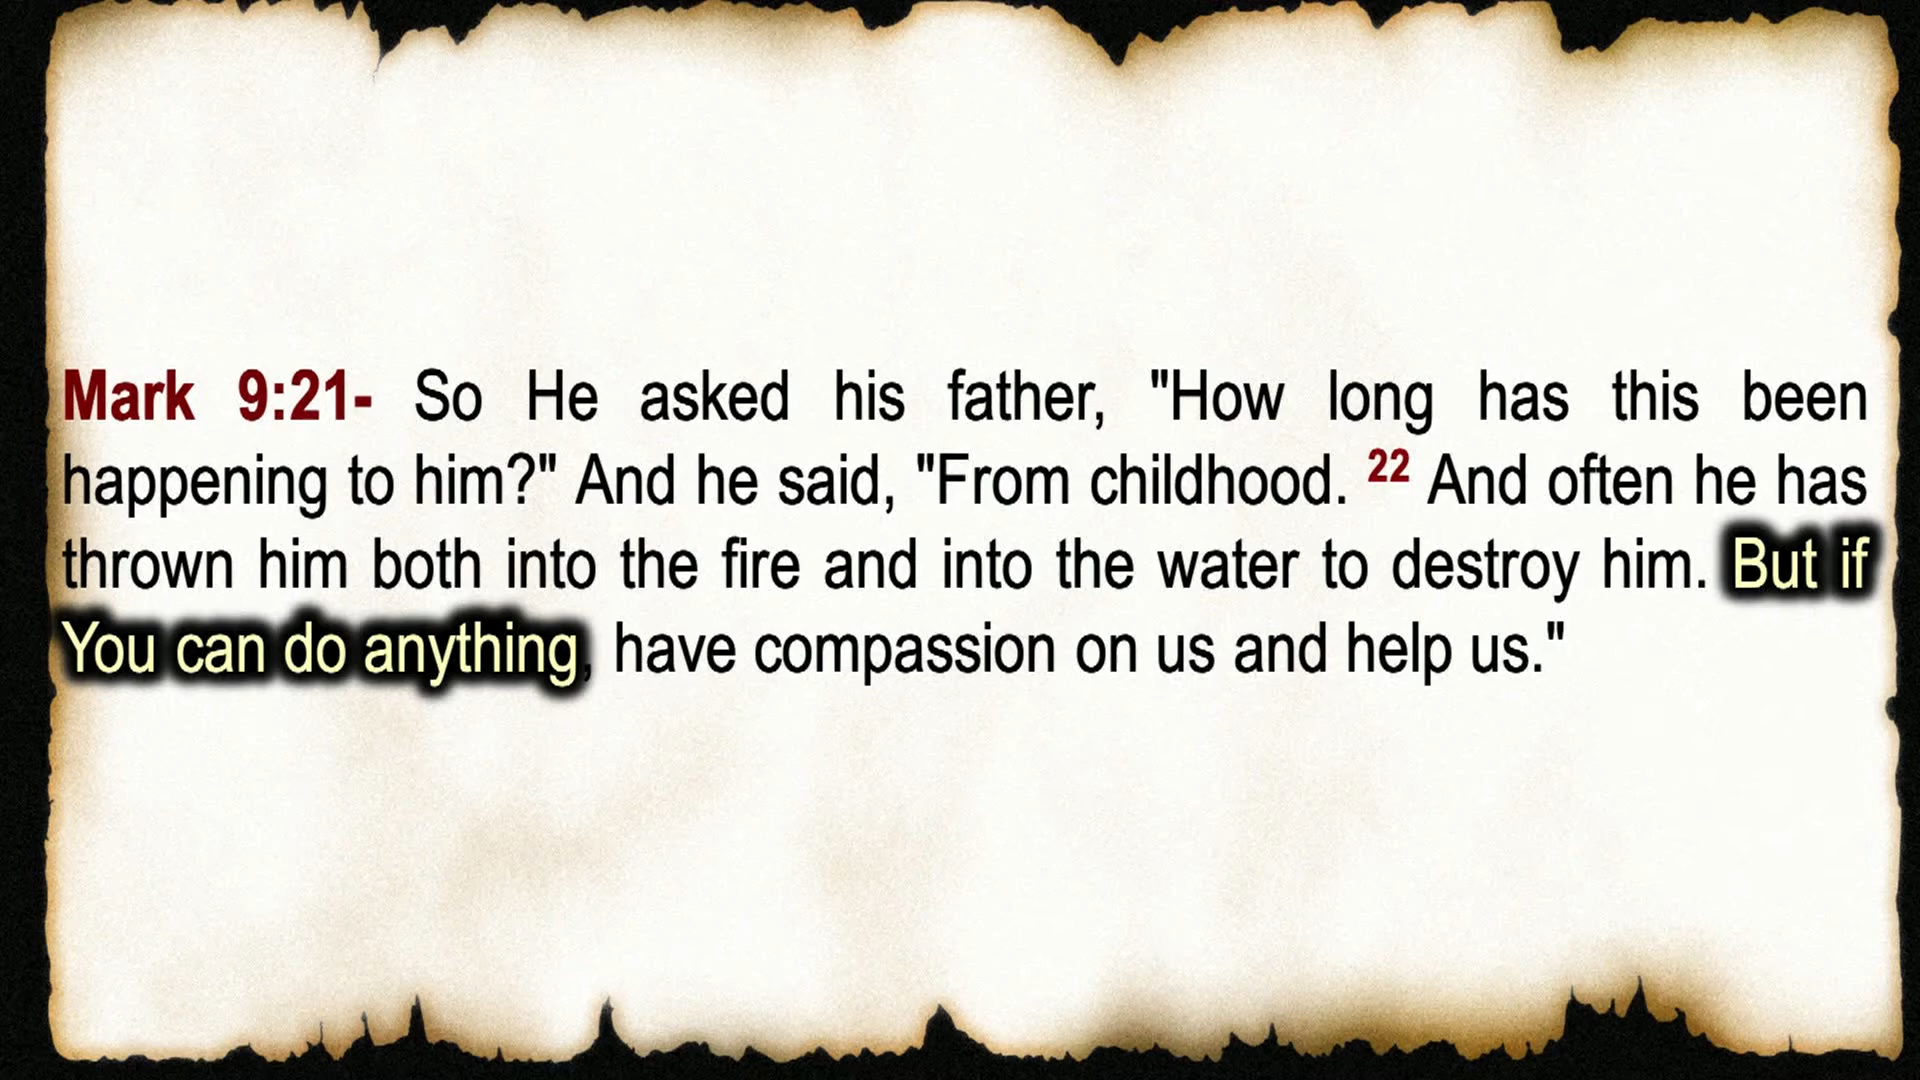 Mark 9:21- So He asked his father, "How long has this been
happening to him?" And he said, "From childhood. 22 And often he has
thrown him both into the fire and into the water to destroy him. But if
You can do anything, have compassion on us and help us."